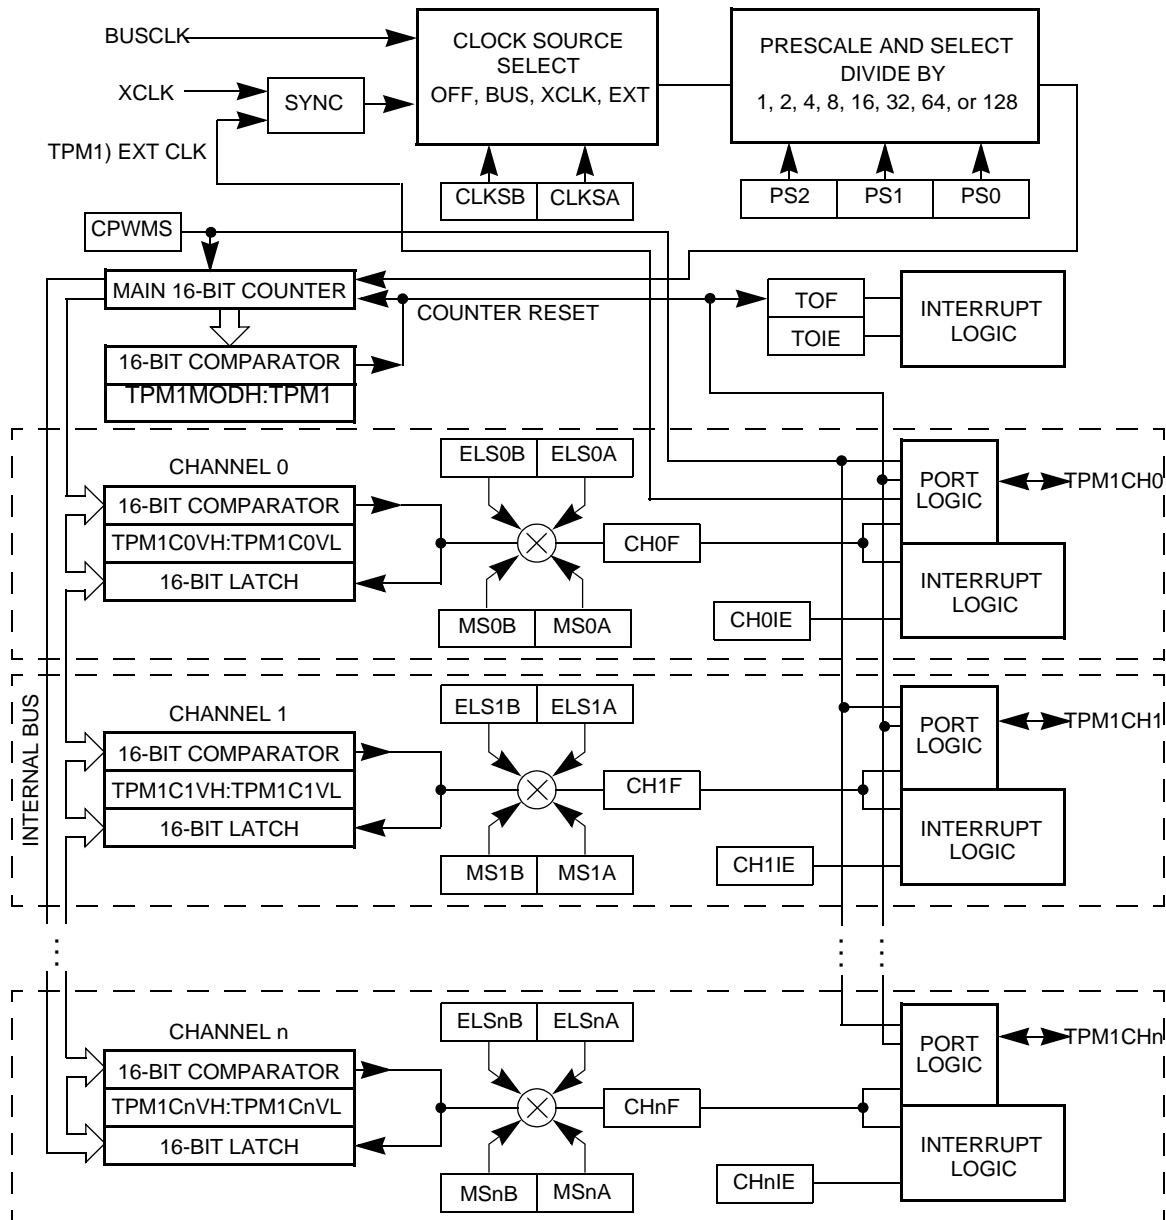 BUSCLK
CLOCK SOURCE
SELECT
OFF, BUS, XCLK, EXT
PRESCALE AND SELECT
DIVIDE BY
1, 2, 4, 8, 16, 32, 64, or 128
XCLK
SYNC
TPM1) EXT CLK
CLKSB
CLKSA
PS2
PS1
PS0
CPWMS
MAIN 16-BIT COUNTER
COUNTER RESET
TOF
TOIE
INTERRUPT
LOGIC
16-BIT COMPARATOR
TPM1MODH:TPM1
CHANNEL 0
ELS0B
ELS0A
PORT
LOGIC
TPM1CH0
16-BIT COMPARATOR
TPM1C0VH:TPM1C0VL
16-BIT LATCH
CH0F
INTERRUPT
LOGIC
MS0B
MS0A
CH0IE
INTERNAL BUS
CHANNEL 1
ELS1B
ELS1A
PORT
LOGIC
TPM1CH1
16-BIT COMPARATOR
TPM1C1VH:TPM1C1VL
16-BIT LATCH
CH1F
INTERRUPT
LOGIC
MS1B
MS1A
CH1IE
...
... ...
CHANNEL n
ELSnB
ELSnA
PORT
LOGIC
TPM1CHn
16-BIT COMPARATOR
TPM1CnVH:TPM1CnVL
16-BIT LATCH
CHnF
INTERRUPT
LOGIC
MSnB
MSnA
CHnIE